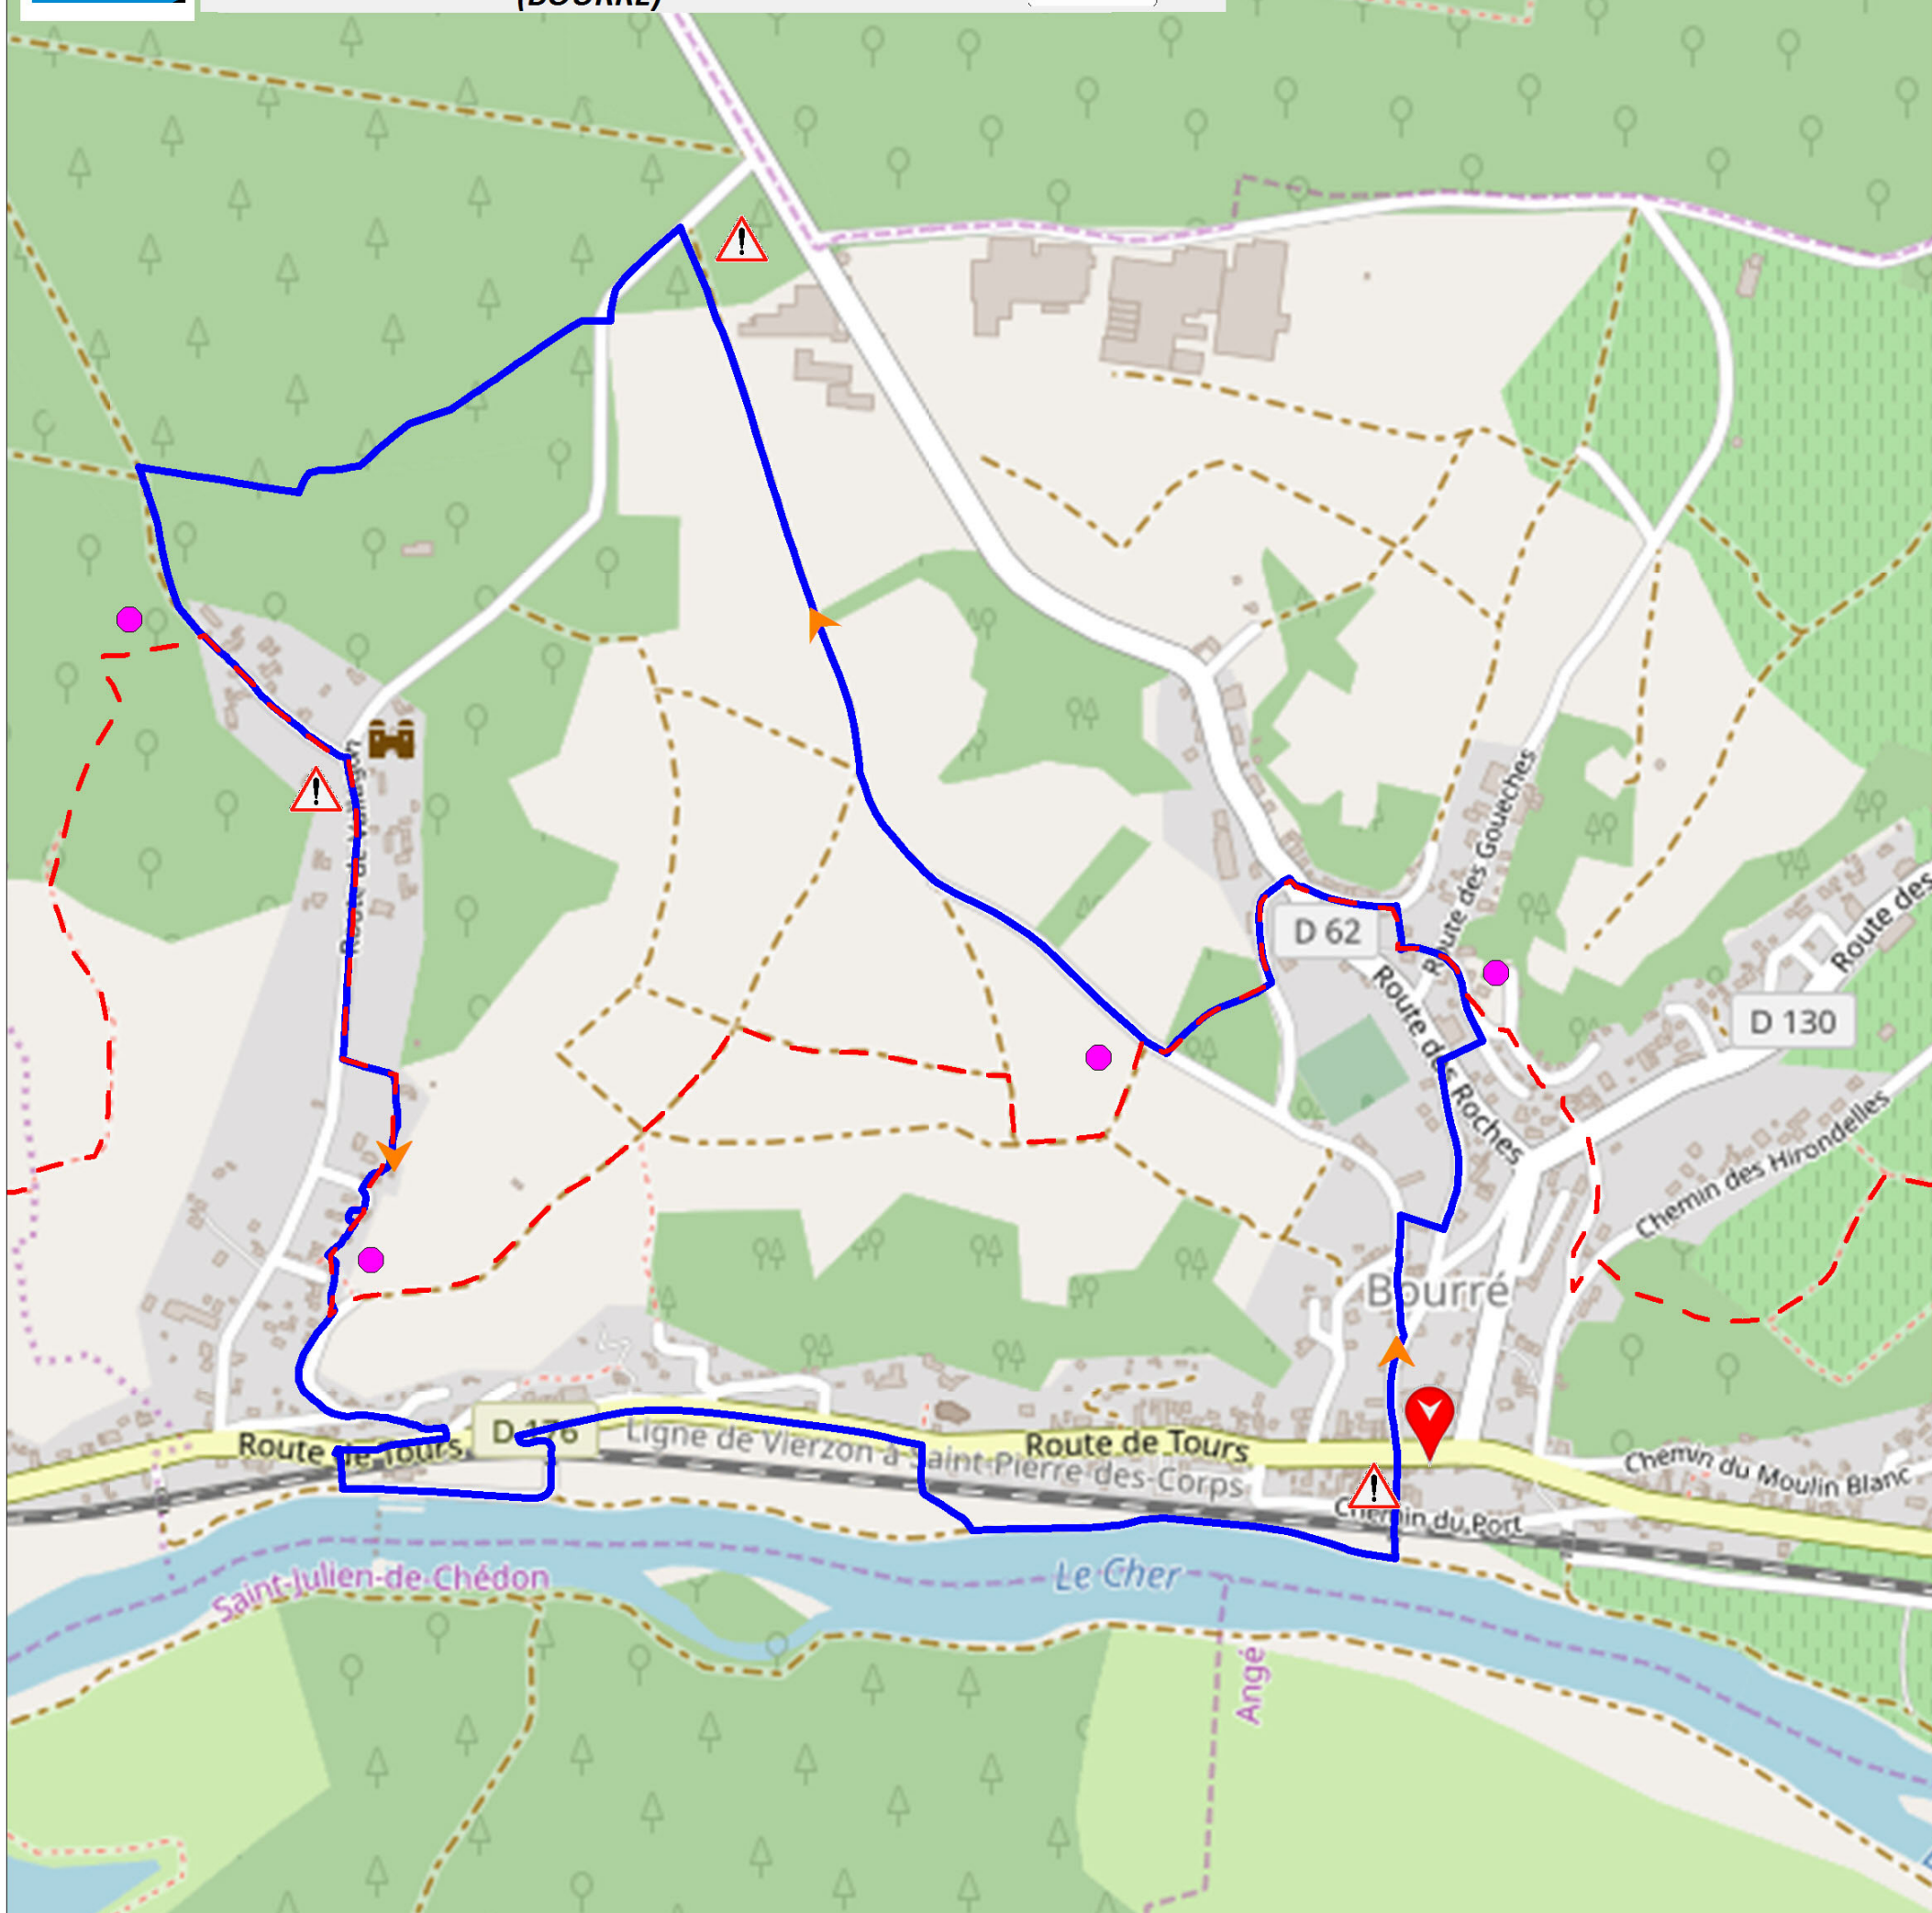 (BOURRÉ)
Route des Goueches
D 62
Route des
Route des Roches
D 130
Chemin des Hirondelles
Bourré
D 176
Route de Tours
Ligne de Vierzon à Saint-Pierre-des-Corps
Route de Tours
Chemin du Moulin Blanc
Chemin du Port
Le Cher
Saint-Julien-de-Chédon
Angé